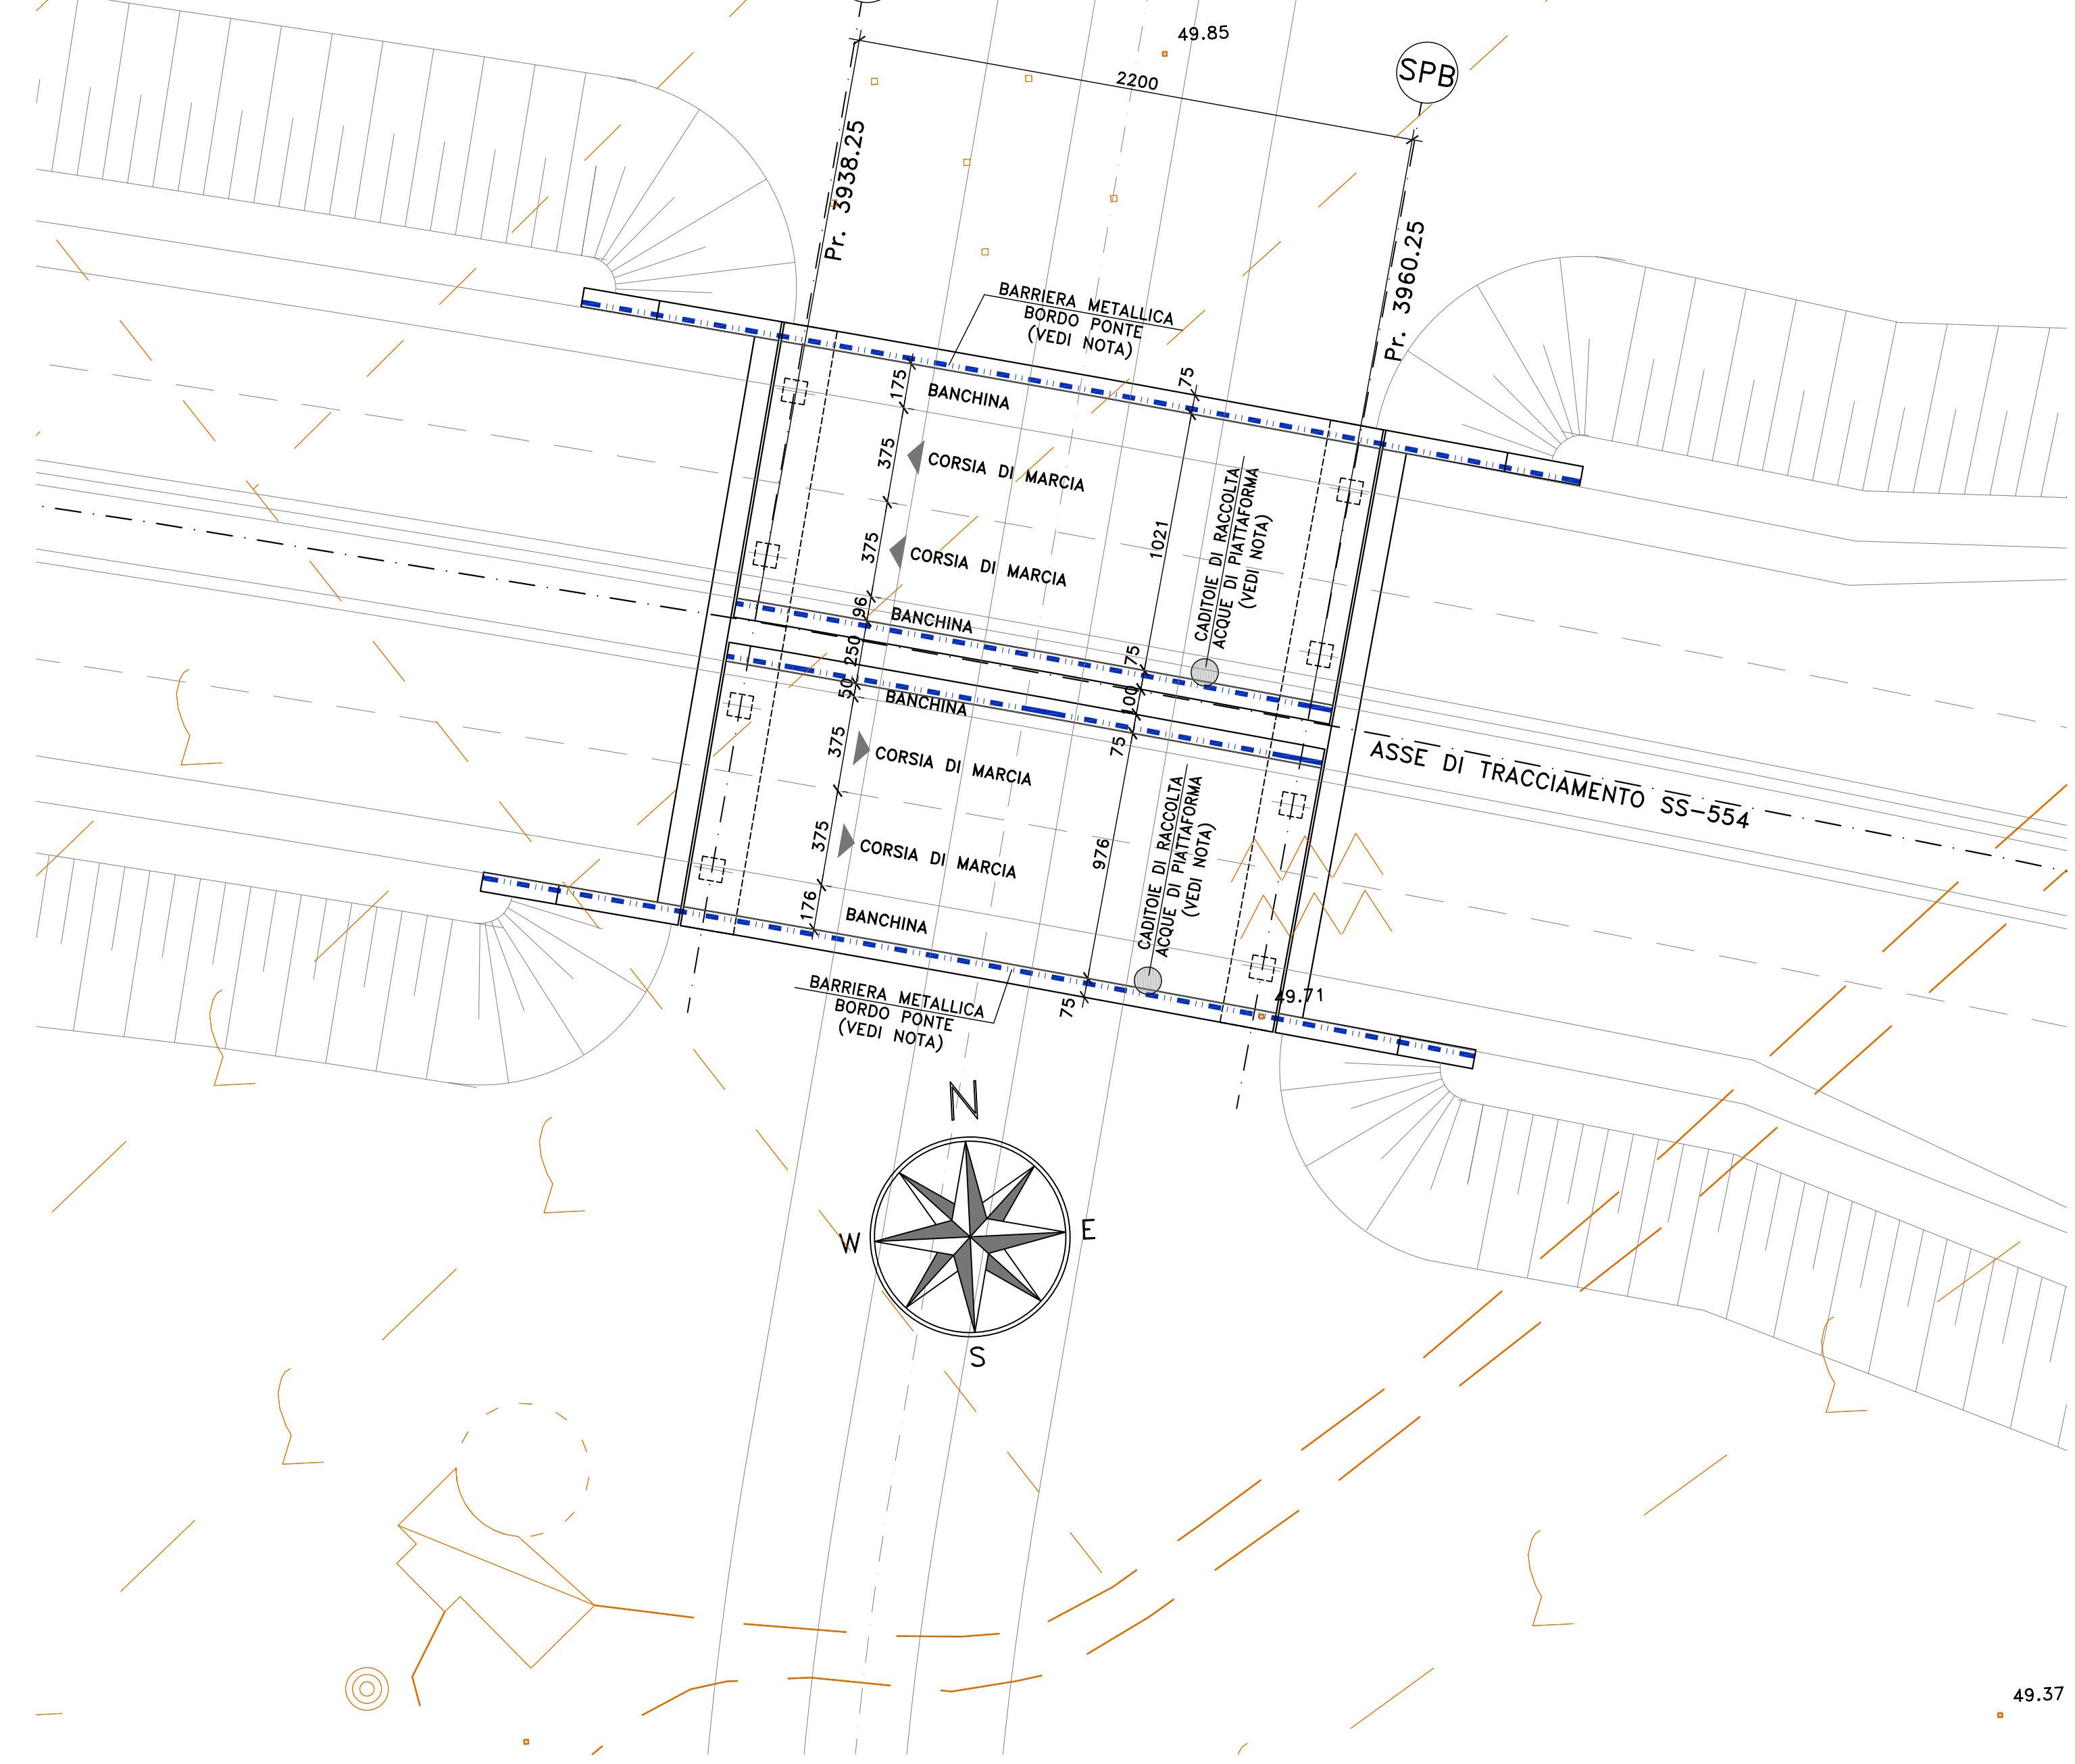 49.85
2200
SPB
Pr. 3938.25
Pr. 3960.25
BARRIERA METALLICA
BORDO PONTE
(VEDI NOTA)
175
75
BANCHINA
375
CORSIA DI MARCIA
CADITOIE DI RACCOLTA
ACQUE DI PIATTAFORMA
(VEDI NOTA)
1021
375
CORSIA DI MARCIA
96
BANCHINA
250
75
50
100
BANCHINA
75
375
CORSIA DI MARCIA
ASSE DI TRACCIAMENTO SS-554
CADITOIE DI RACCOLTA
ACQUE DI PIATTAFORMA
(VEDI NOTA)
375
CORSIA DI MARCIA
976
176
BANCHINA
BARRIERA METALLICA
BORDO PONTE
(VEDI NOTA)
75
49.71
N
W
E
S
49.37